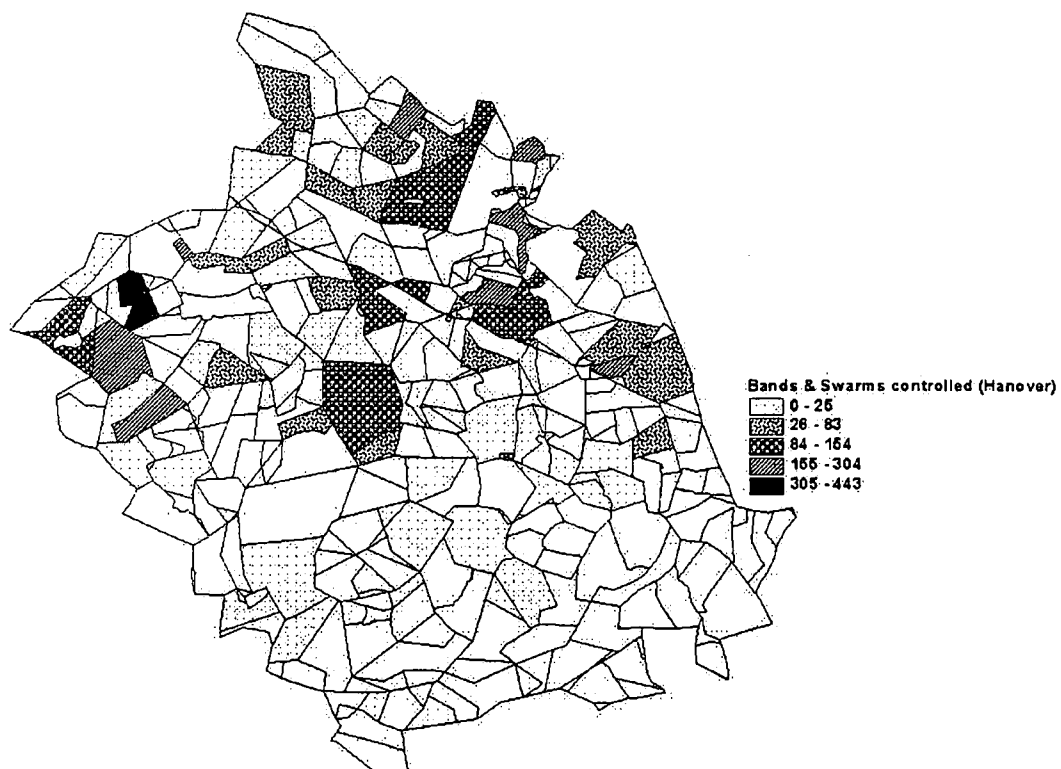 Bands & Swarms controlled (Hanover)
0 - 25
26 - 83
84 - 154
155 - 304
305 - 443